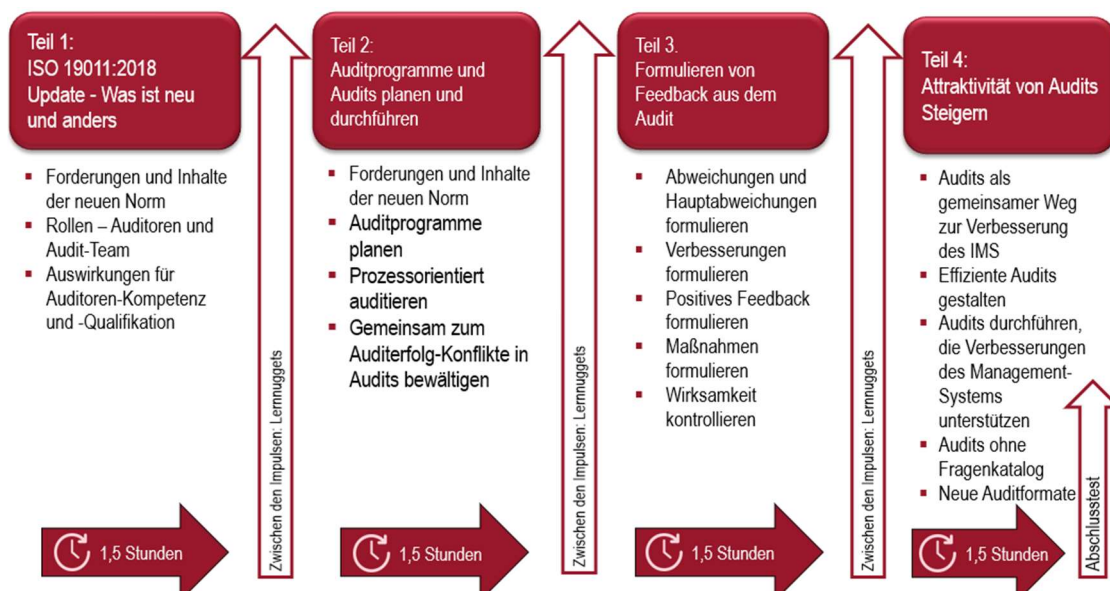 Teil 1:
ISO 19011:2018
Update - Was ist neu
und anders
▪ Forderungen und Inhalte
der neuen Norm
▪ Rollen – Auditoren und
Audit-Team
▪ Auswirkungen für
Auditoren-Kompetenz
und -Qualifikation
1,5 Stunden
Zwischen den Impulsen: Lernnuggets
Teil 2:
Auditprogramme und
Audits planen und
durchführen
▪ Forderungen und Inhalte
der neuen Norm
▪ Auditprogramme
planen
▪ Prozessorientiert
auditieren
▪ Gemeinsam zum
Auditerfolg-Konflikte in
Audits bewältigen
1,5 Stunden
Zwischen den Impulsen: Lernnuggets
Teil 3.
Formulieren von
Feedback aus dem
Audit
▪ Abweichungen und
Hauptabweichungen
formulieren
▪ Verbesserungen
formulieren
▪ Positives Feedback
formulieren
▪ Maßnahmen
formulieren
▪ Wirksamkeit
kontrollieren
1,5 Stunden
Zwischen den Impulsen: Lernnuggets
Teil 4:
Attraktivität von Audits
Steigern
▪ Audits als
gemeinsamer Weg
zur Verbesserung
des IMS
▪ Effiziente Audits
gestalten
▪ Audits durchführen,
die Verbesserungen
des Management-
Systems
unterstützen
▪ Audits ohne
Fragenkatalog
▪ Neue Auditformate
1,5 Stunden
Abschlusstest